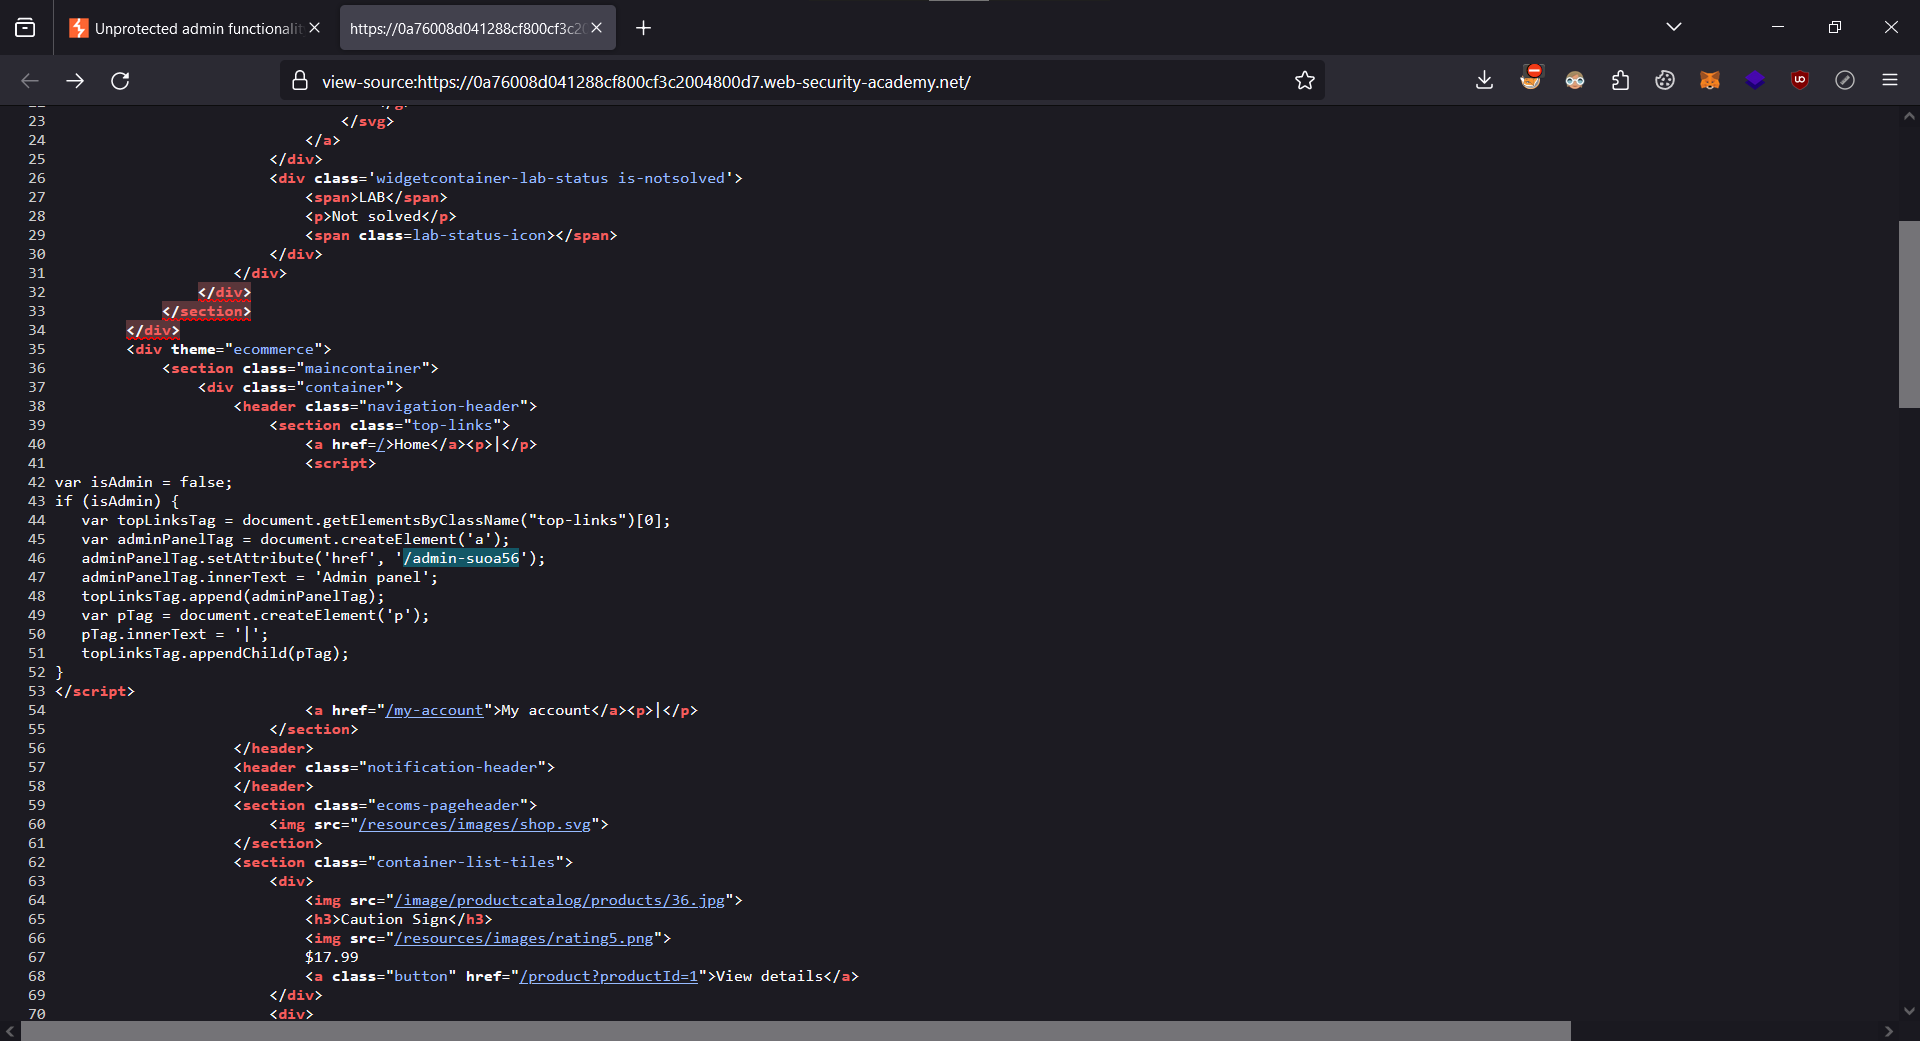 Unprotected admin functionalit
https://0a76008d041288cf800cf3c20
view-source:https://0a76008d041288cf800cf3c2004800d7.web-security-academy.net/
23 </svg>
24 </a>
25 </div>
26 <div class='widgetcontainer-lab-status is-notsolved'>
27 <span>LAB</span>
28 <p>Not solved</p>
29 <span class=lab-status-icon></span>
30 </div>
31 </div>
32 </div>
33 </section>
34 </div>
35 <div theme="ecommerce">
36 <section class="maincontainer">
37 <div class="container">
38 <header class="navigation-header">
39 <section class="top-links">
40 <a href=/>Home</a><p>|</p>
41 <script>
42 var isAdmin = false;
43 if (isAdmin) {
44 var topLinksTag = document.getElementsByClassName("top-links")[0];
45 var adminPanelTag = document.createElement('a');
46 adminPanelTag.setAttribute('href', '/admin-suoa56');
47 adminPanelTag.innerText = 'Admin panel';
48 topLinksTag.append(adminPanelTag);
49 var pTag = document.createElement('p');
50 pTag.innerText = '|';
51 topLinksTag.appendChild(pTag);
52 }
53 </script>
54 <a href="/my-account">My account</a><p>|</p>
55 </section>
56 </header>
57 <header class="notification-header">
58 </header>
59 <section class="ecoms-pageheader">
60 <img src="/resources/images/shop.svg">
61 </section>
62 <section class="container-list-tiles">
63 <div>
64 <img src="/image/productcatalog/products/36.jpg">
65 <h3>Caution Sign</h3>
66 <img src="/resources/images/rating5.png">
67 $17.99
68 <a class="button" href="/product?productId=1">View details</a>
69 </div>
70 <div>